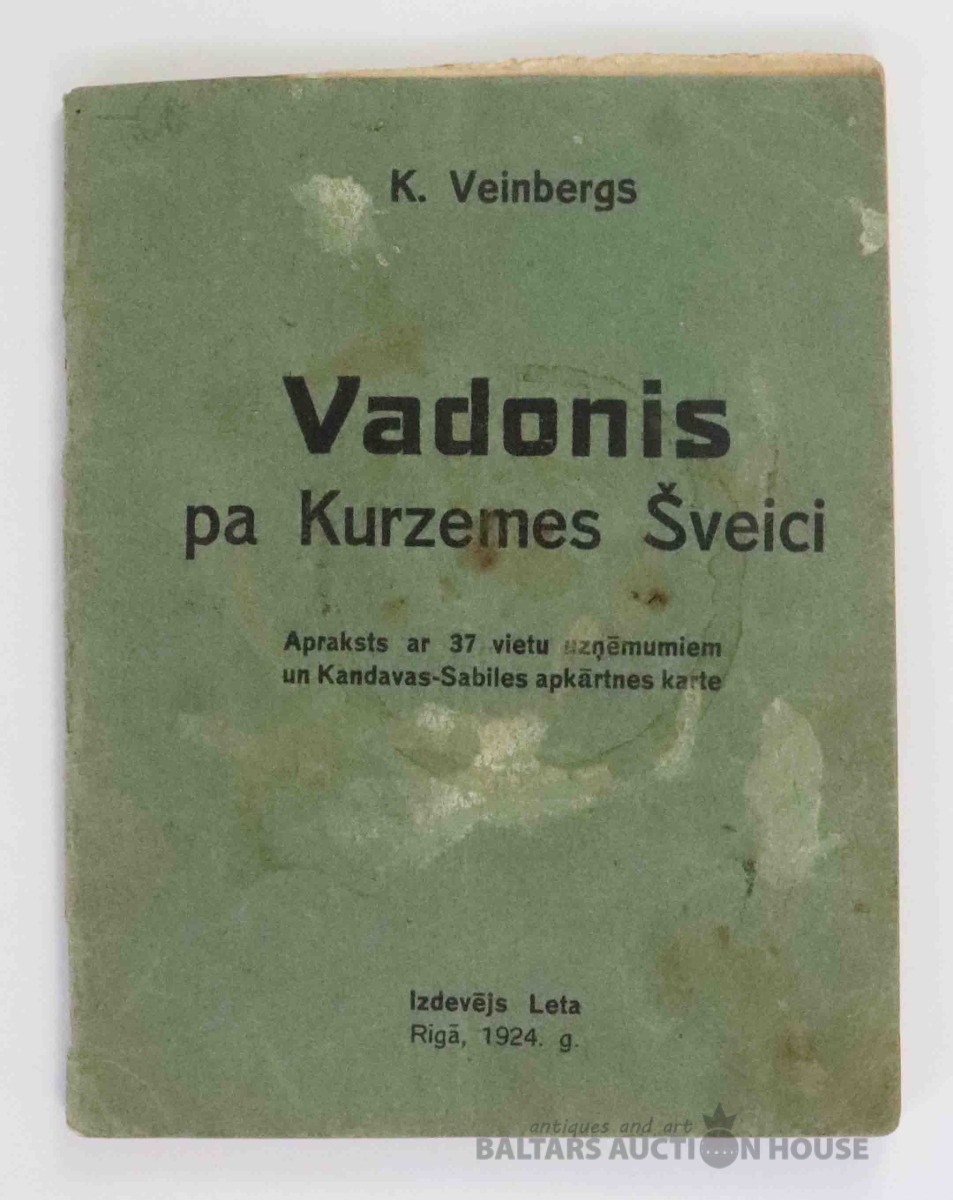 K. Veinbergs
Vadonis
pa Kurzemes Šveici
Apraksts ar 37 vietu uzņēmumiem
un Kandavas-Sabiles apkārtnes karte
Izdevējs Leta
Rigā, 1924. g.
antiques and art
BALTARS AUCTION HOUSE